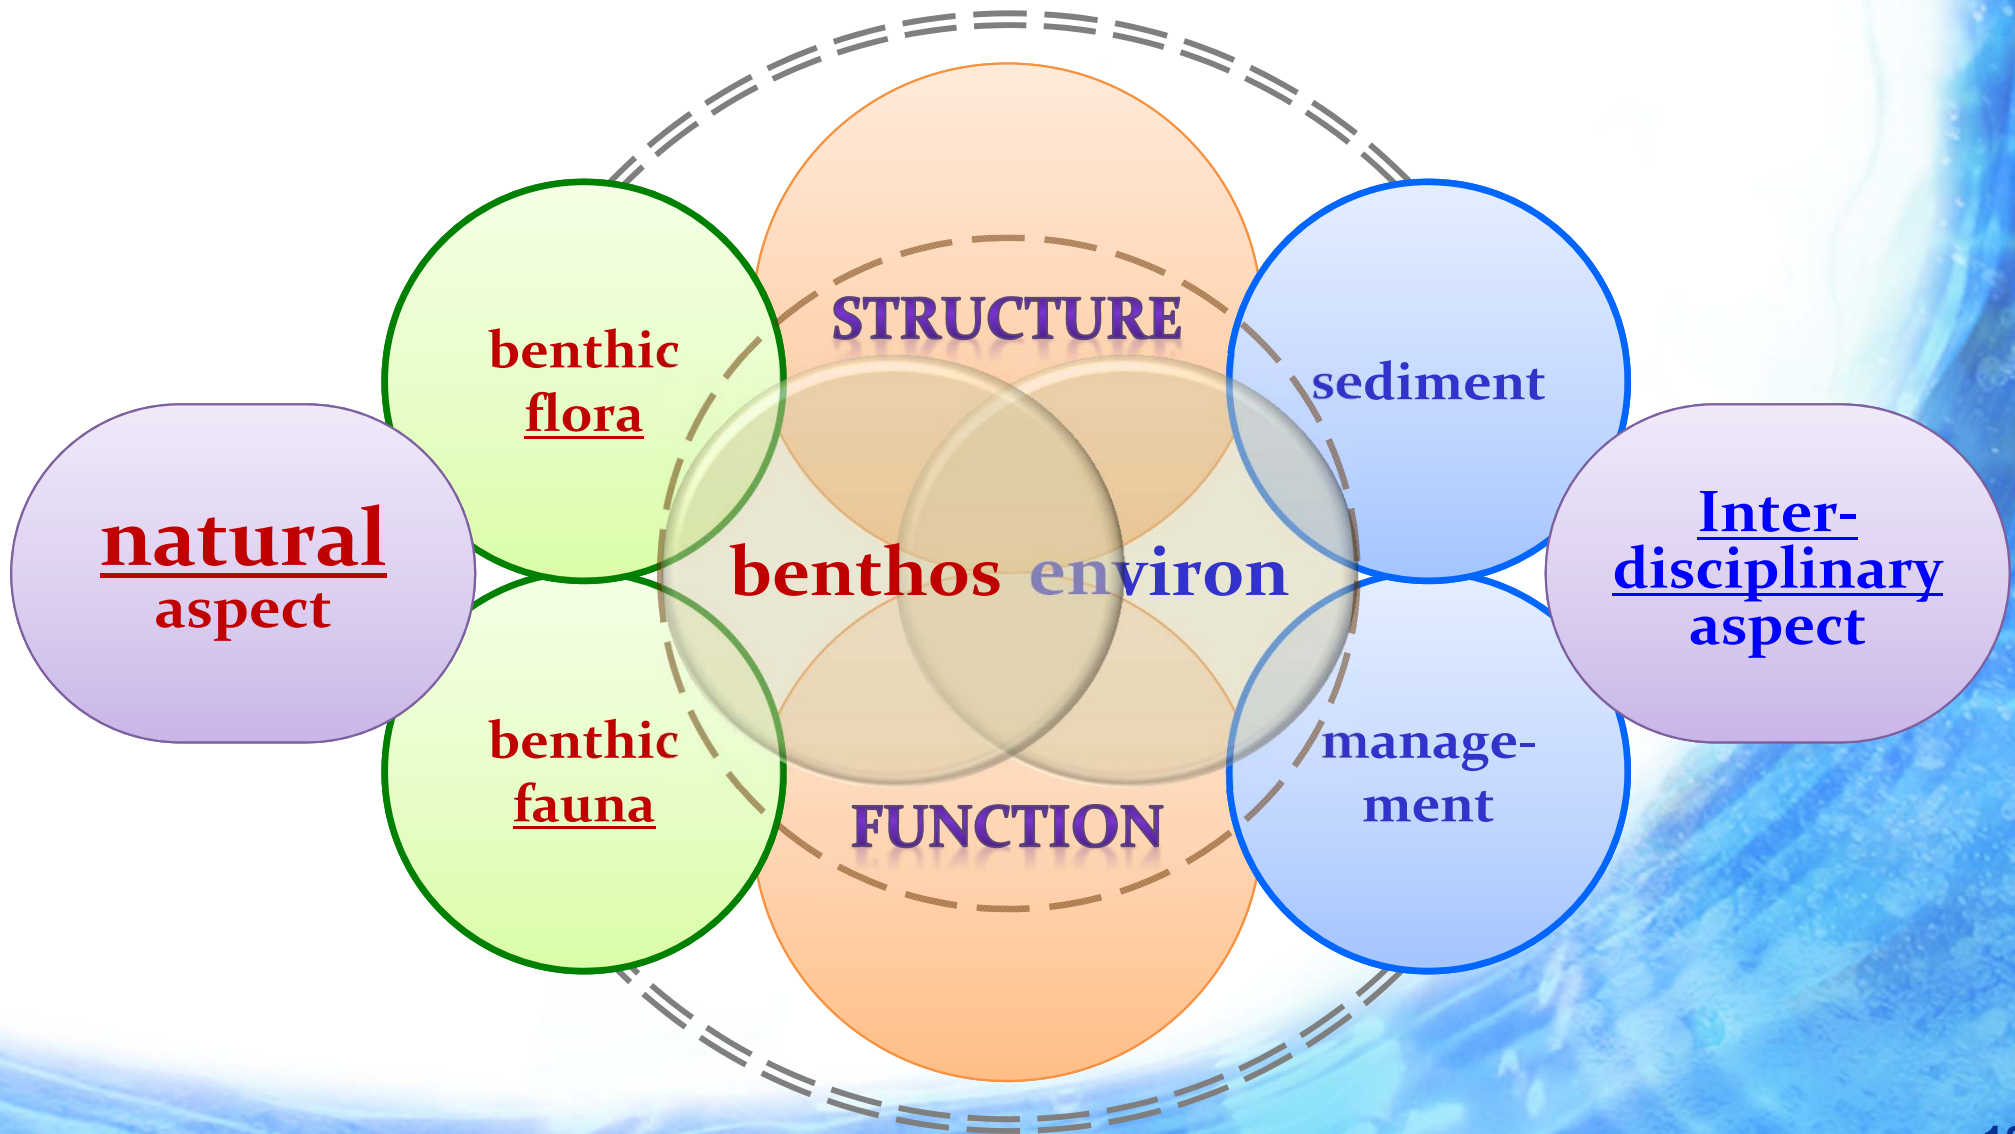 STRUCTURE
benthic
flora
sediment
natural
aspect
benthos environ
Inter-
disciplinary
aspect
benthic
fauna
manage-
ment
FUNCTION